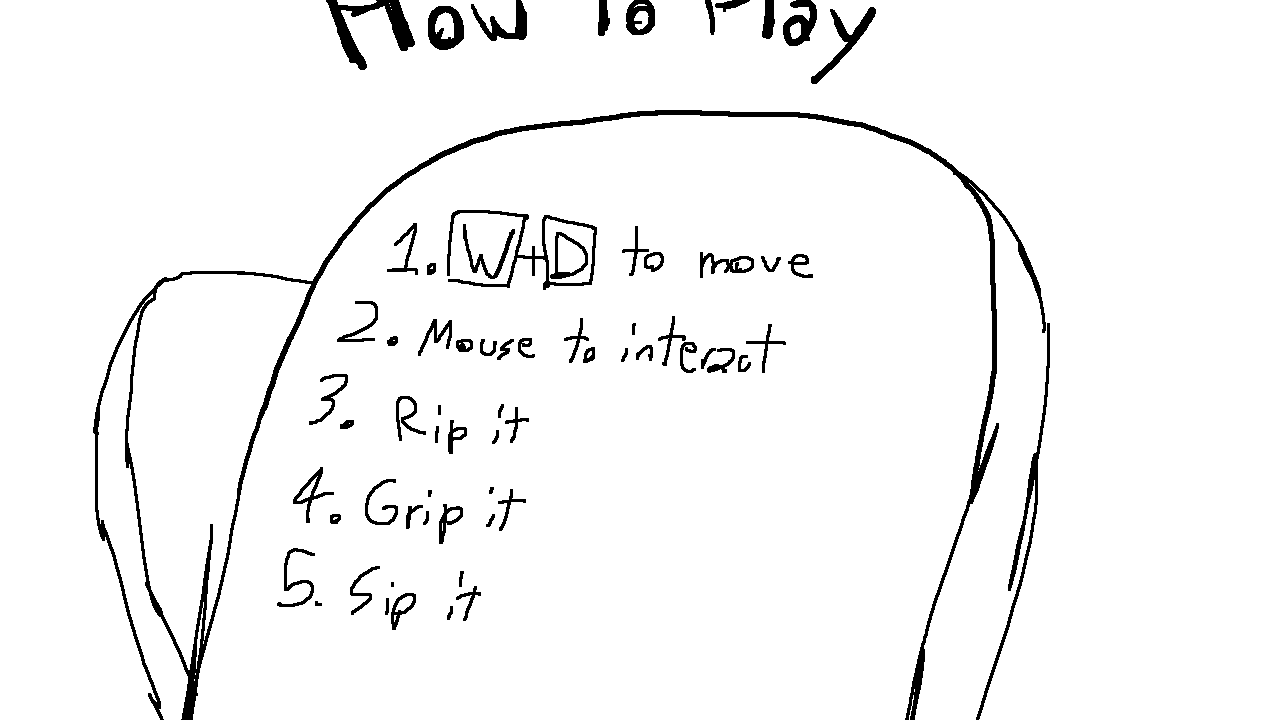 How To Play
1. W+D to move
2. Mouse to interact
3. Rip it
4. Grip it
5. Sip it